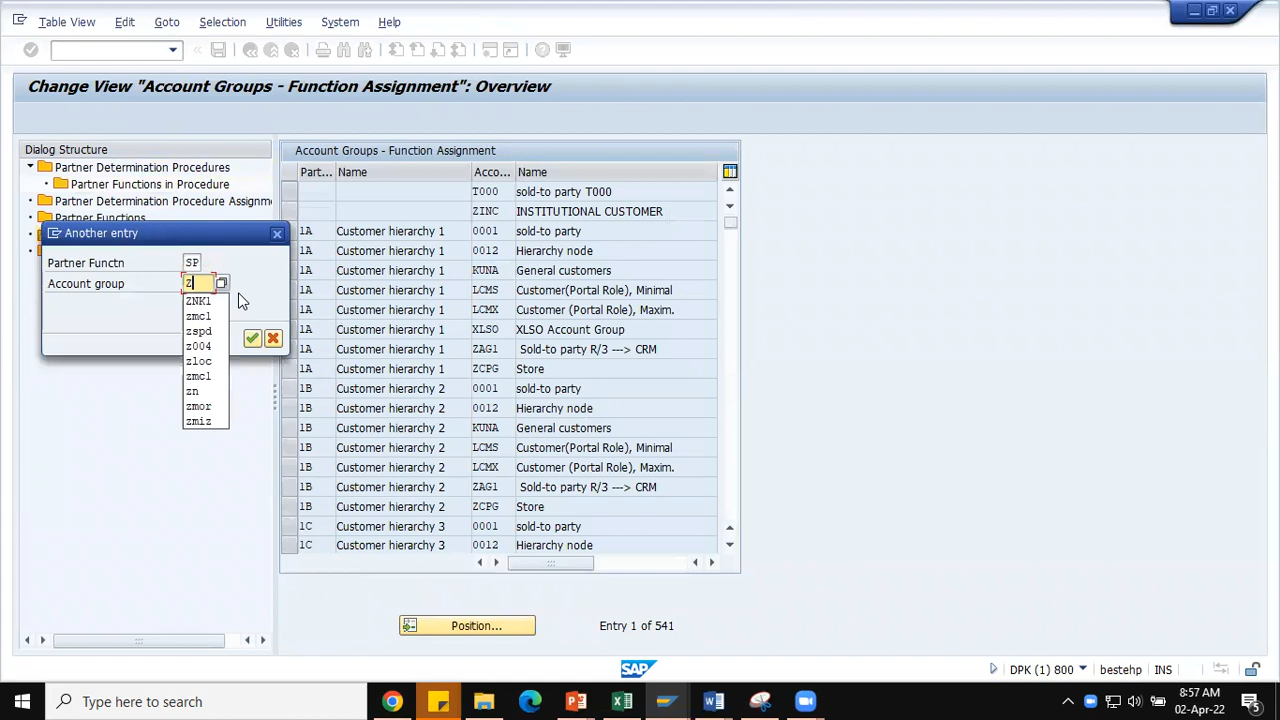 Table View Edit Goto Selection Utilities System Help
Change View "Account Groups - Function Assignment": Overview
Dialog Structure
Partner Determination Procedures
Partner Functions in Procedure
Partner Determination Procedure Assignm
Partner Functions
Another entry
Partner Functn SP
Account group Z
ZNK1
zmcl
zspd
z004
zloc
zmcl
zn
zmor
zmiz
Account Groups - Function Assignment
Part... Name Acco... Name
T000 sold-to party T000
ZINC INSTITUTIONAL CUSTOMER
1A Customer hierarchy 1 0001 sold-to party
1A Customer hierarchy 1 0012 Hierarchy node
1A Customer hierarchy 1 KUNA General customers
1A Customer hierarchy 1 LCMS Customer(Portal Role), Minimal
1A Customer hierarchy 1 LCMX Customer (Portal Role), Maxim.
1A Customer hierarchy 1 XLSO XLSO Account Group
1A Customer hierarchy 1 ZAG1 Sold-to party R/3 ---> CRM
1A Customer hierarchy 1 ZCPG Store
1B Customer hierarchy 2 0001 sold-to party
1B Customer hierarchy 2 0012 Hierarchy node
1B Customer hierarchy 2 KUNA General customers
1B Customer hierarchy 2 LCMS Customer(Portal Role), Minimal
1B Customer hierarchy 2 LCMX Customer (Portal Role), Maxim.
1B Customer hierarchy 2 ZAG1 Sold-to party R/3 ---> CRM
1B Customer hierarchy 2 ZCPG Store
1C Customer hierarchy 3 0001 sold-to party
1C Customer hierarchy 3 0012 Hierarchy node
Position... Entry 1 of 541
SAP DPK (1) 800 bestehp INS
Type here to search
8:57 AM
02-Apr-22
5